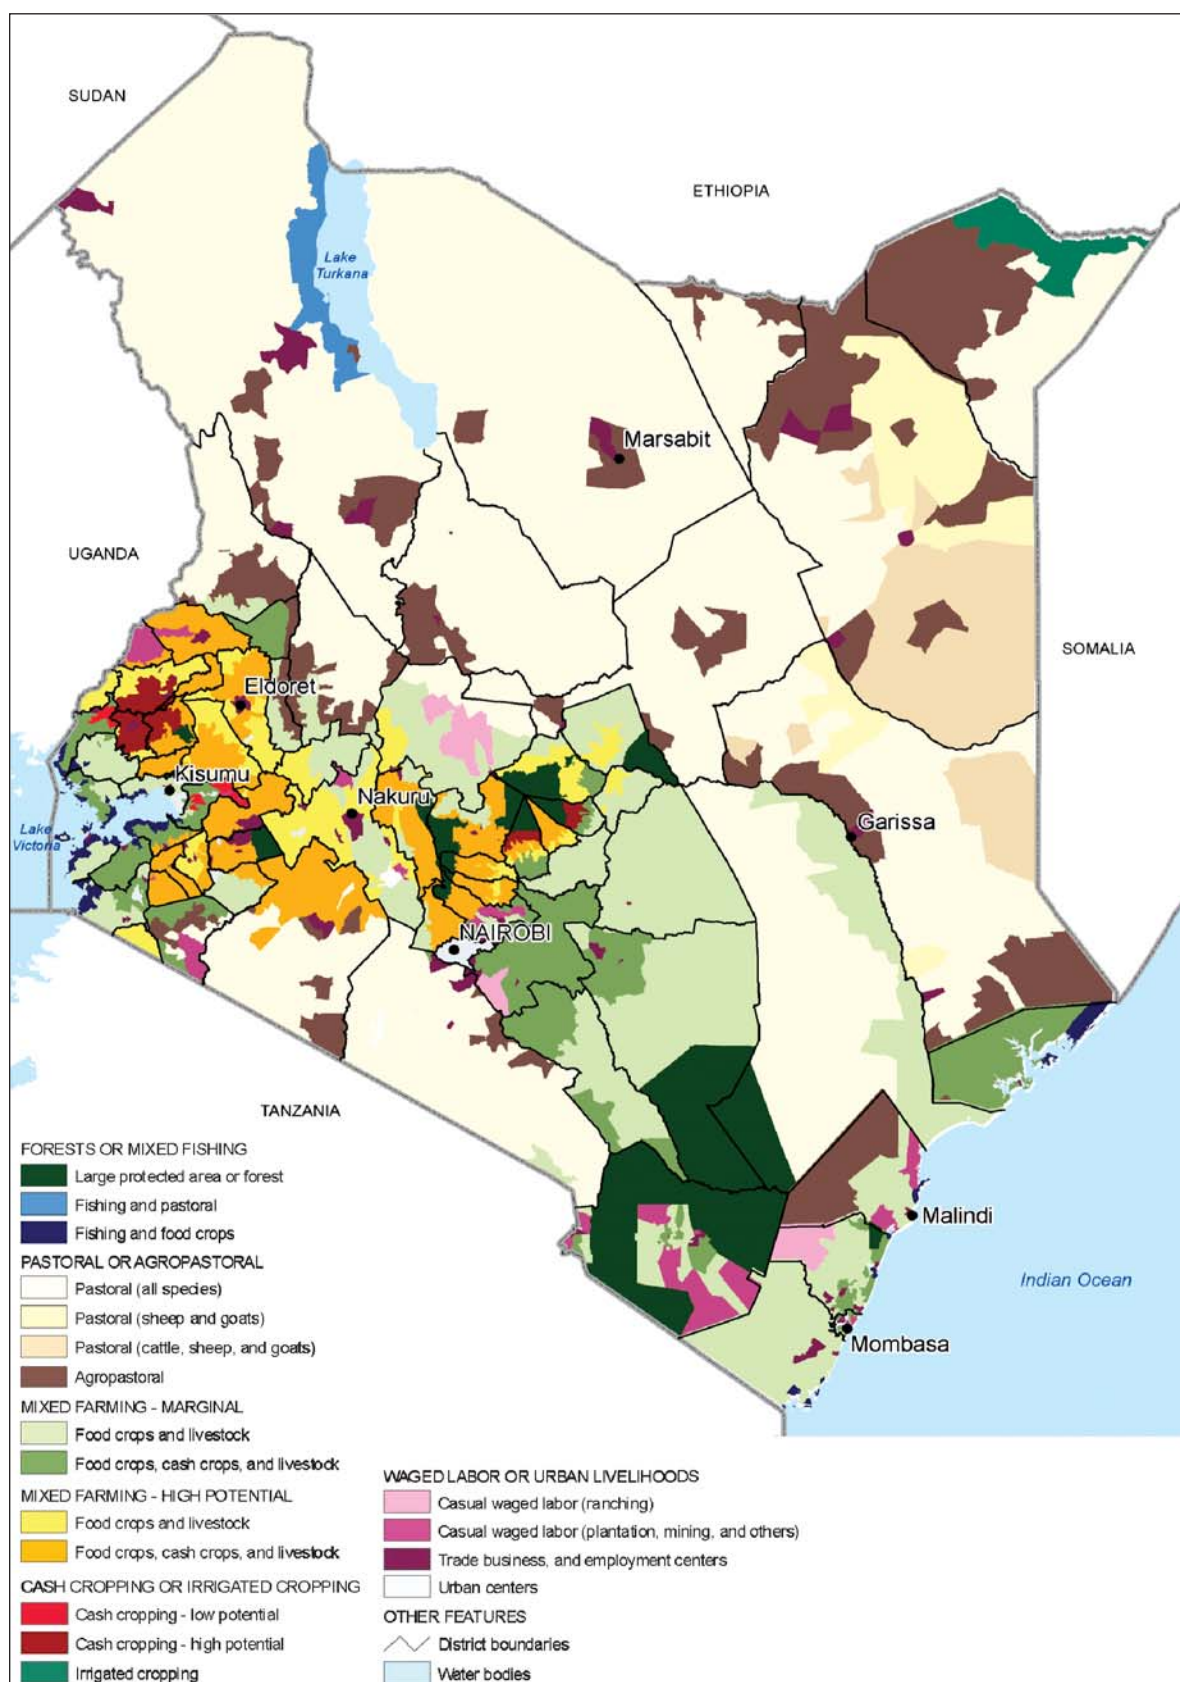 SUDAN
ETHIOPIA
Lake
Turkana
Marsabit
UGANDA
SOMALIA
Eldoret
Kisumu
Nakuru
Garissa
Lake
Victoria
NAIROBI
TANZANIA
Malindi
Indian Ocean
Mombasa
FORESTS OR MIXED FISHING
Large protected area or forest
Fishing and pastoral
Fishing and food crops
PASTORAL OR AGROPASTORAL
Pastoral (all species)
Pastoral (sheep and goats)
Pastoral (cattle, sheep, and goats)
Agropastoral
MIXED FARMING - MARGINAL
Food crops and livestock
Food crops, cash crops, and livestock
MIXED FARMING - HIGH POTENTIAL
Food crops and livestock
Food crops, cash crops, and livestock
CASH CROPPING OR IRRIGATED CROPPING
Cash cropping - low potential
Cash cropping - high potential
Irrigated cropping
WAGED LABOR OR URBAN LIVELIHOODS
Casual waged labor (ranching)
Casual waged labor (plantation, mining, and others)
Trade business, and employment centers
Urban centers
OTHER FEATURES
District boundaries
Water bodies